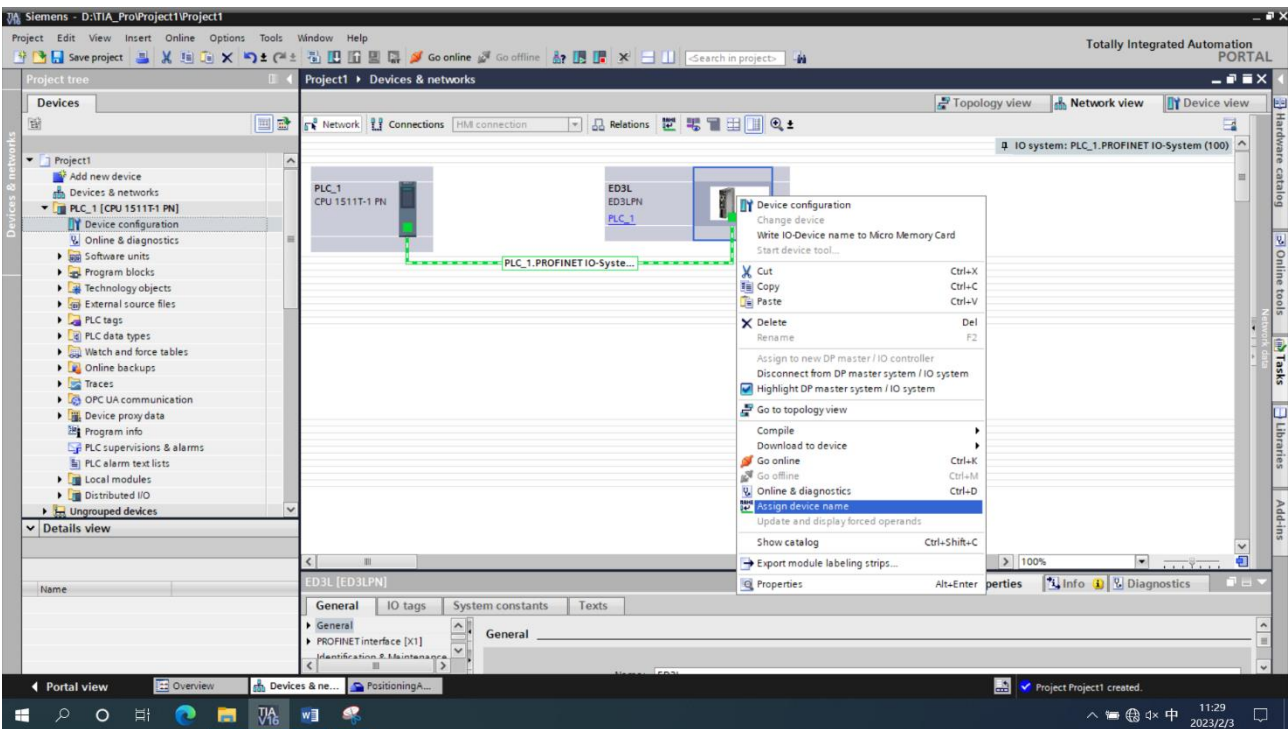 Siemens - D:\TIA_Pro\Project1\Project1
Project Edit View Insert Online Options Tools Window Help
Totally Integrated Automation
PORTAL
Save project
Go online
Go offline
<Search in project>
Project tree
Project1 ▸ Devices & networks
Devices
Topology view
Network view
Device view
Network
Connections
HMI connection
Relations
IO system: PLC_1.PROFINET IO-System (100)
Project1
Add new device
Devices & networks
PLC_1 [CPU 1511T-1 PN]
Device configuration
Online & diagnostics
Software units
Program blocks
Technology objects
External source files
PLC tags
PLC data types
Watch and force tables
Online backups
Traces
OPC UA communication
Device proxy data
Program info
PLC supervisions & alarms
PLC alarm text lists
Local modules
Distributed I/O
Ungrouped devices
Details view
Name
Devices & networks
PLC_1
CPU 1511T-1 PN
ED3L
ED3LPN
PLC_1
PLC_1.PROFINET IO-Syste...
Device configuration
Change device
Write IO-Device name to Micro Memory Card
Start device tool...
Cut Ctrl+X
Copy Ctrl+C
Paste Ctrl+V
Delete Del
Rename F2
Assign to new DP master / IO controller
Disconnect from DP master system / IO system
Highlight DP master system / IO system
Go to topology view
Compile
Download to device
Go online Ctrl+K
Go offline Ctrl+M
Online & diagnostics Ctrl+D
Assign device name
Update and display forced operands
Show catalog Ctrl+Shift+C
Export module labeling strips...
Properties Alt+Enter
100%
Hardware catalog
Online tools
Tasks
Libraries
Add-ins
Network data
ED3L [ED3LPN]
perties
Info
Diagnostics
General
IO tags
System constants
Texts
General
PROFINET interface [X1]
Identification & Maintenance
General
Name: ED3L
Portal view
Overview
Devices & ne...
PositioningA...
Project Project1 created.
TIA
V16
中
11:29
2023/2/3